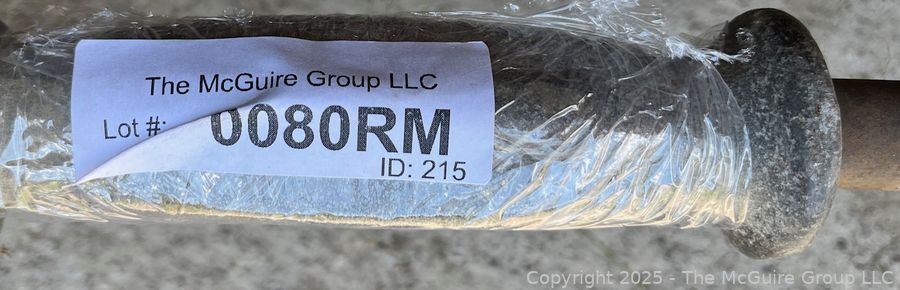 The McGuire Group LLC
Lot #: 0080RM
ID: 215
Copyright 2025 - The McGuire Group LLC